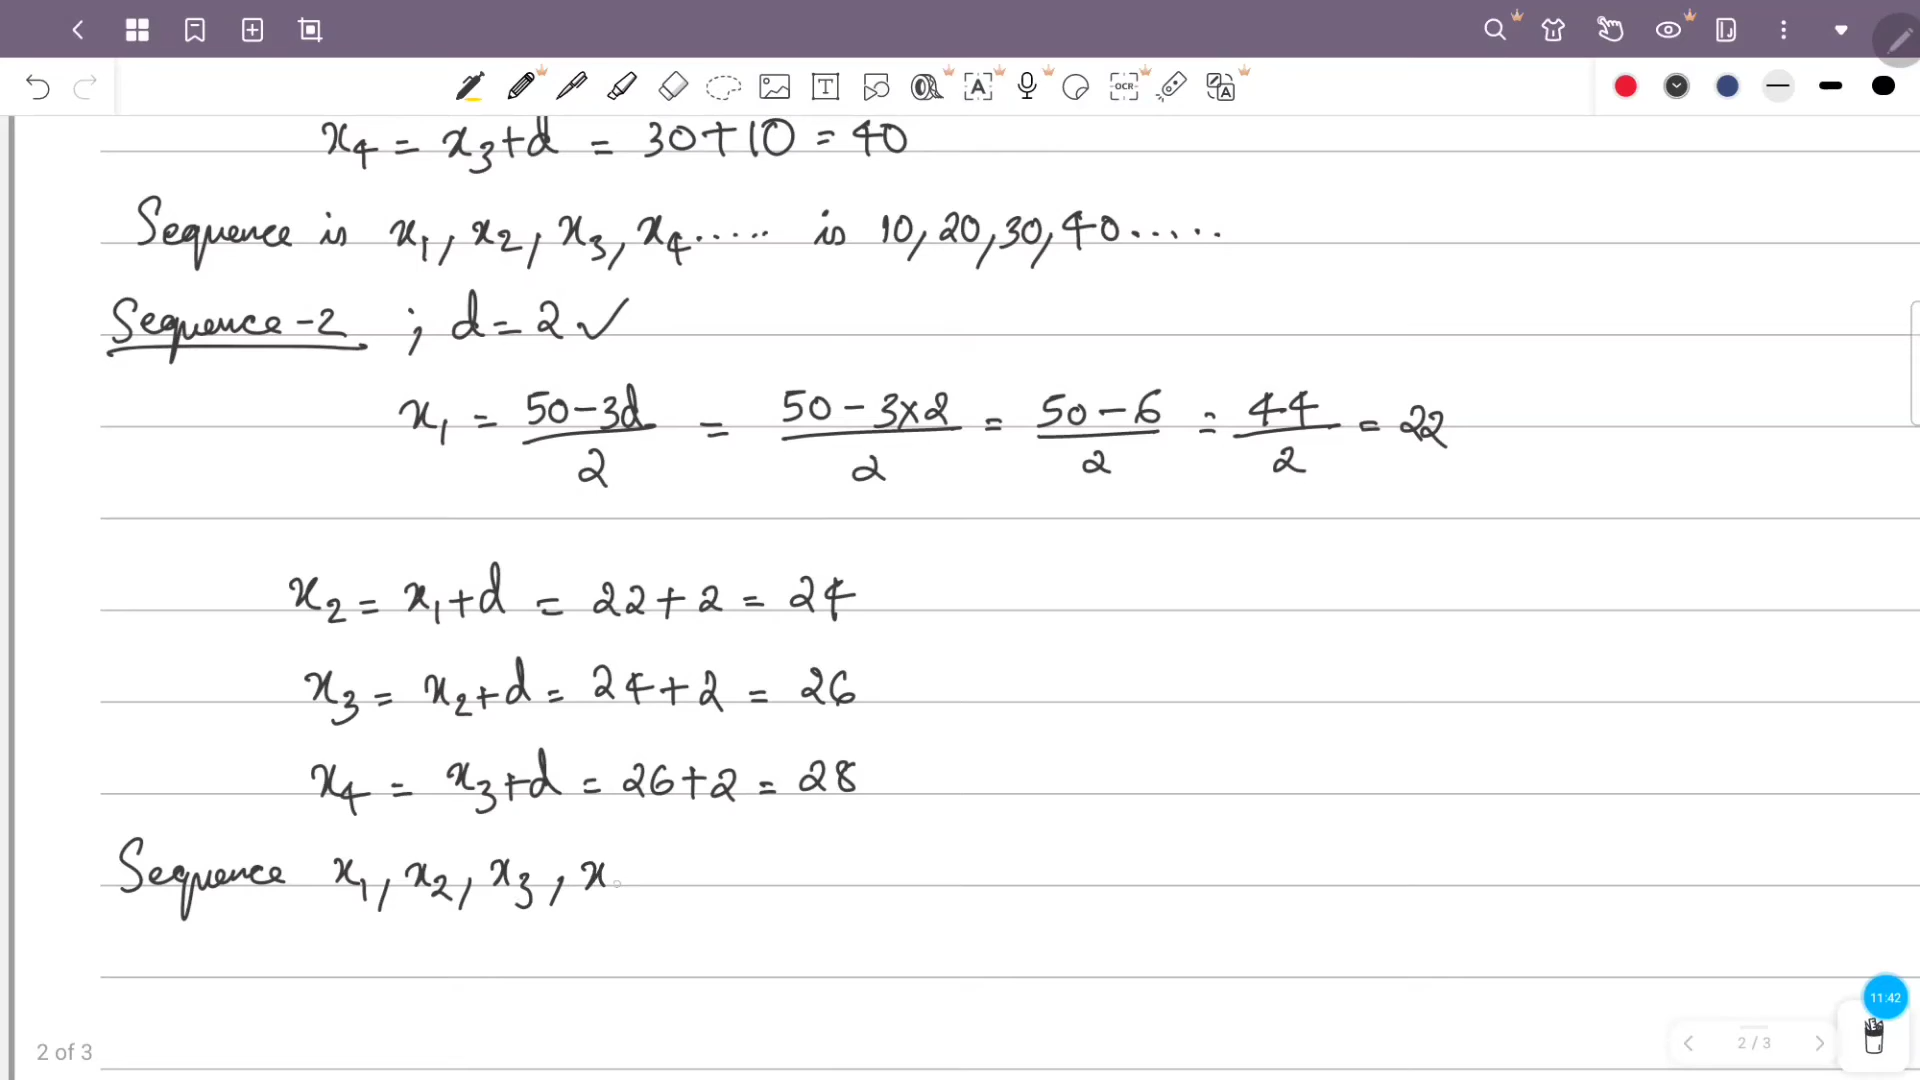 x₄ = x₃+d = 30+10 = 40
Sequence is x₁, x₂, x₃, x₄..... is 10, 20, 30, 40.....
Sequence-2 ; d=2 ✓
x₁ = (50-3d)/2 = (50-3×2)/2 = (50-6)/2 = 44/2 = 22
x₂ = x₁+d = 22+2 = 24
x₃ = x₂+d = 24+2 = 26
x₄ = x₃+d = 26+2 = 28
Sequence x₁, x₂, x₃, x
11:42
2 of 3
2 / 3